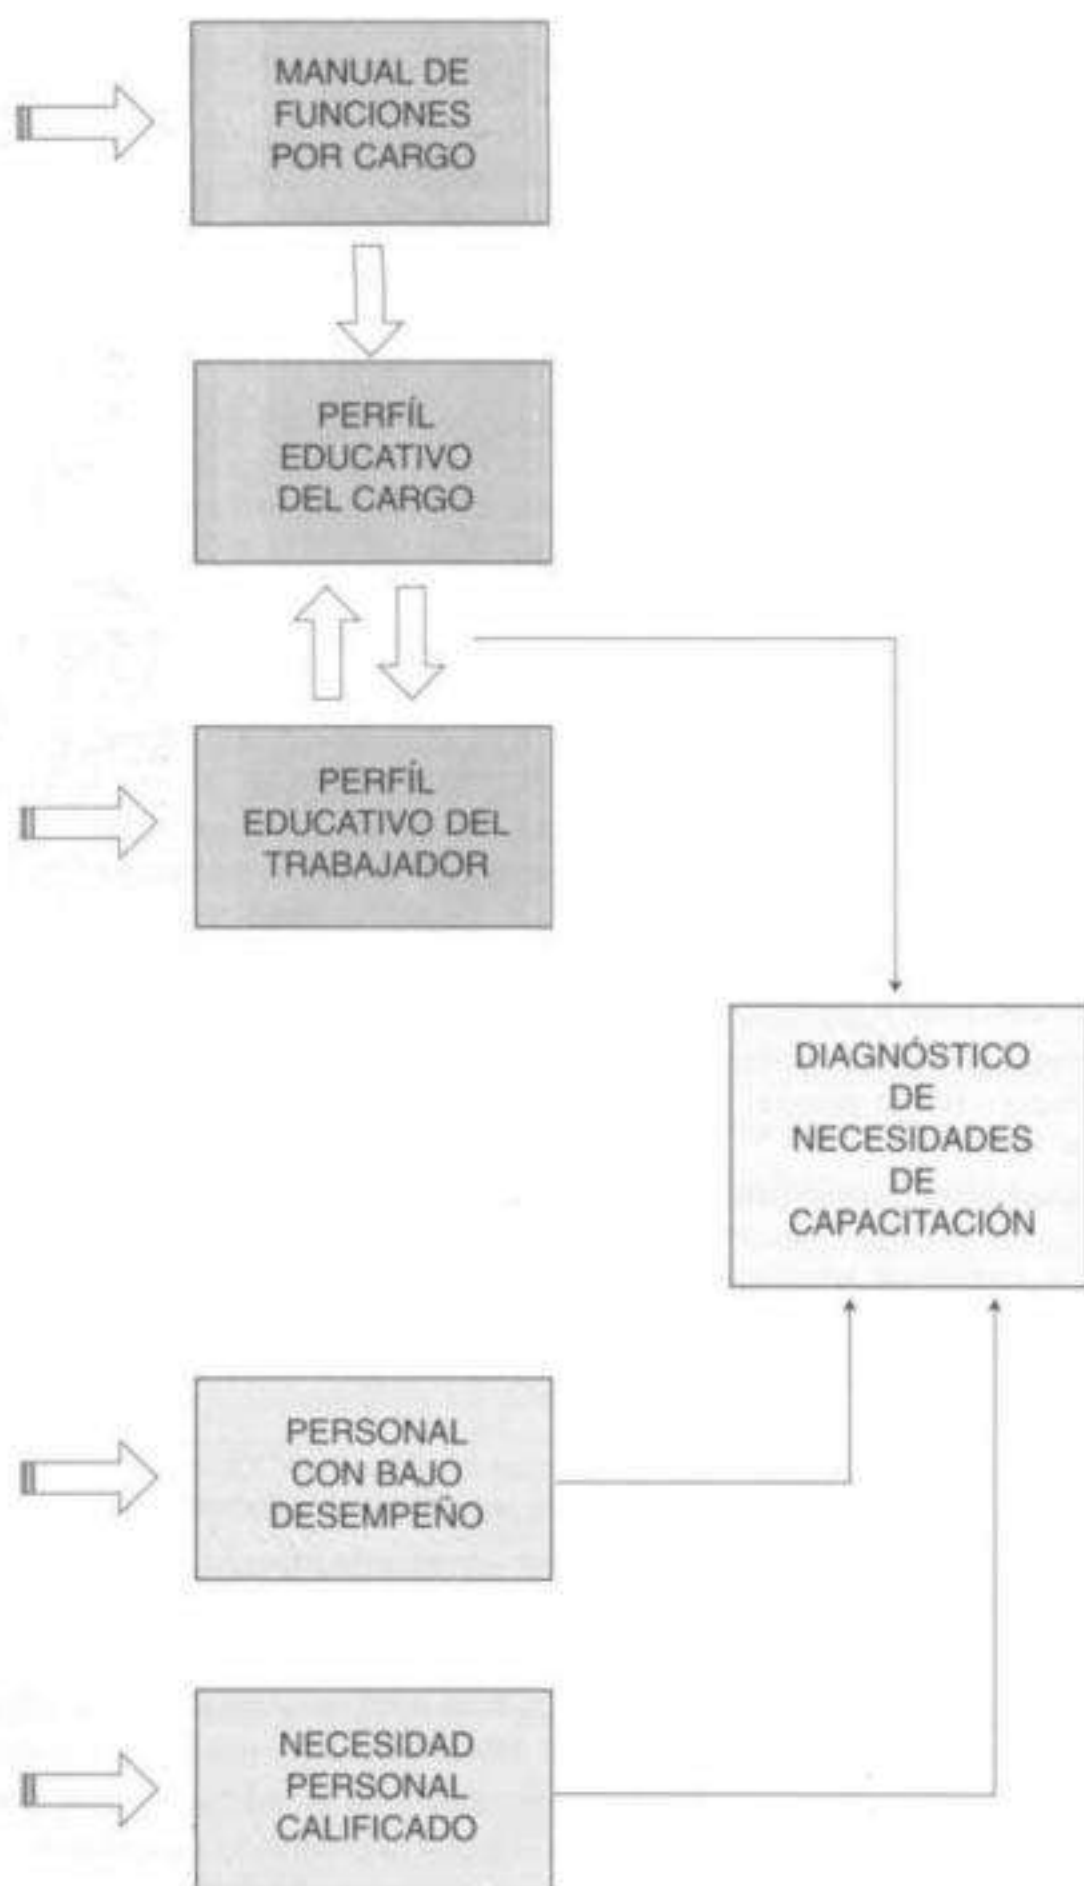 MANUAL DE
FUNCIONES
POR CARGO
PERFÍL
EDUCATIVO
DEL CARGO
PERFÍL
EDUCATIVO DEL
TRABAJADOR
DIAGNÓSTICO
DE
NECESIDADES
DE
CAPACITACIÓN
PERSONAL
CON BAJO
DESEMPEÑO
NECESIDAD
PERSONAL
CALIFICADO